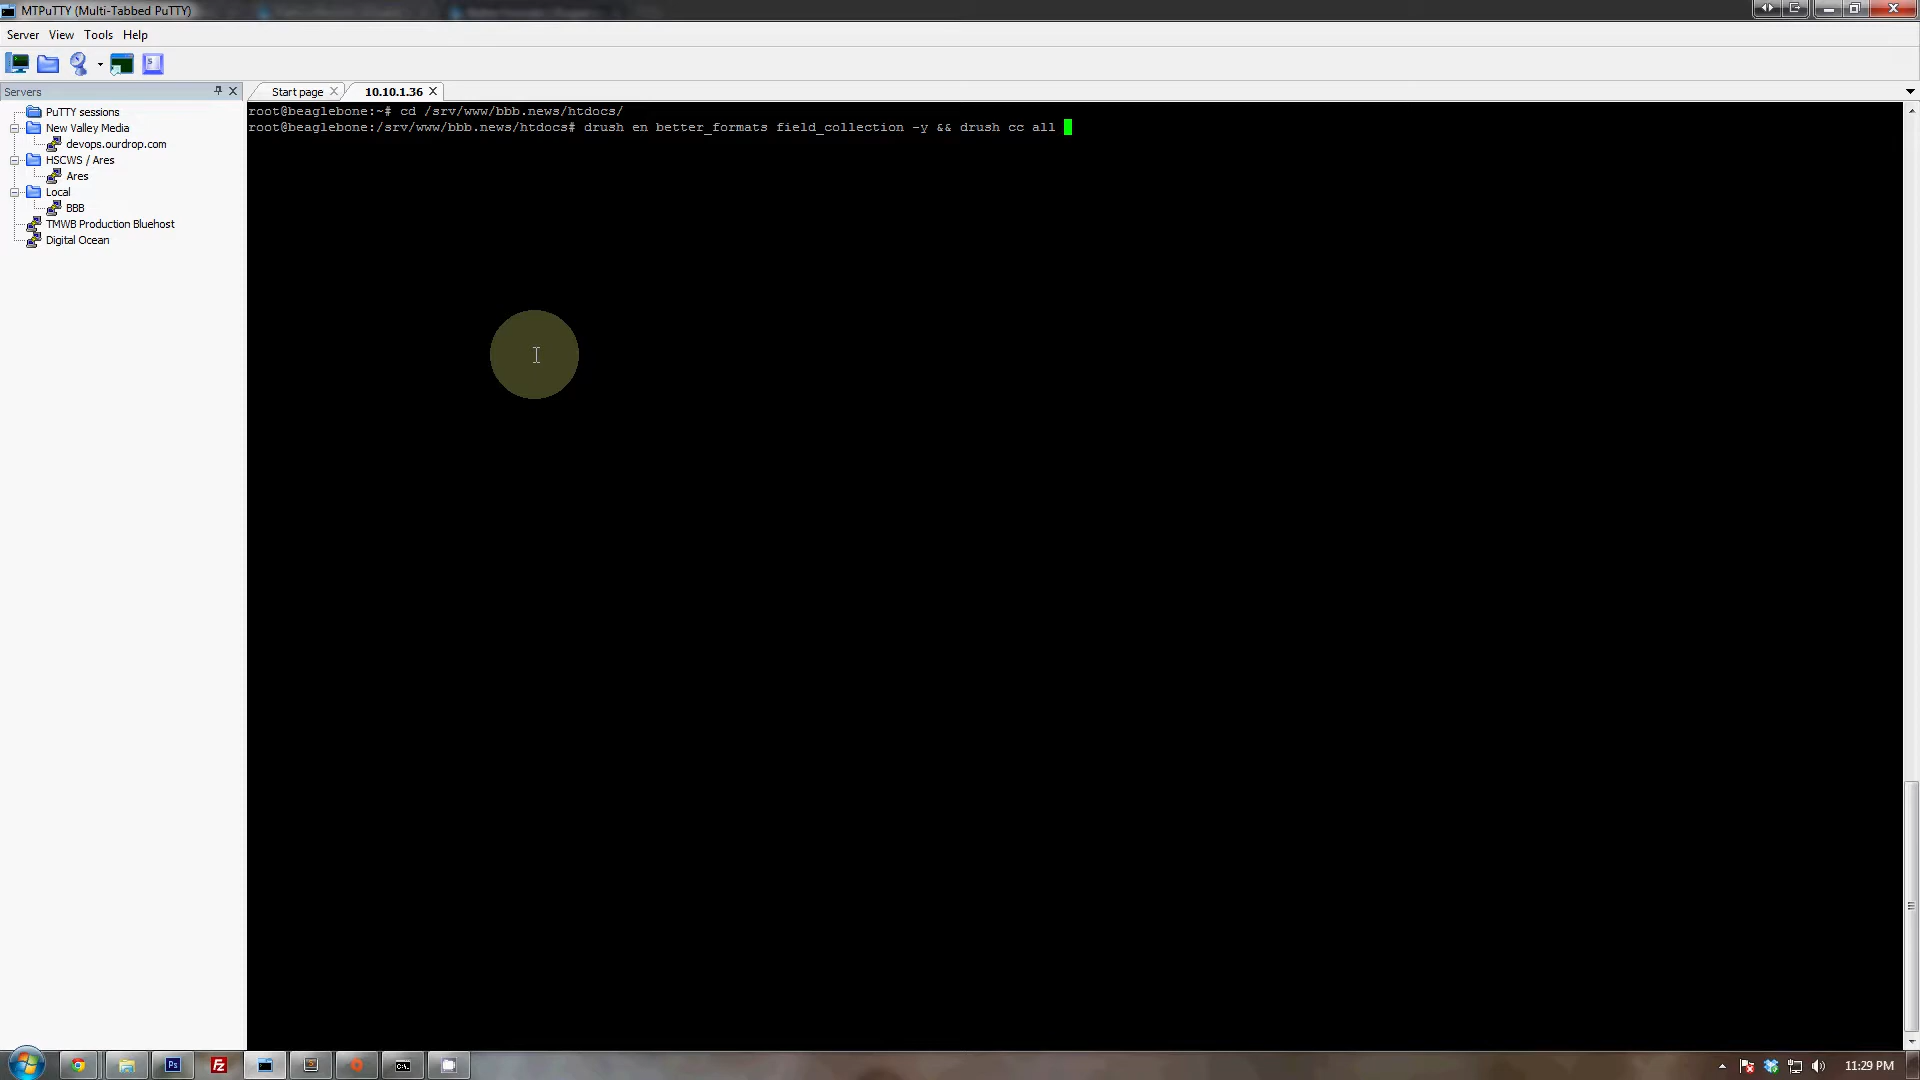 MTPuTTY (Multi-Tabbed PuTTY)
Server View Tools Help
Servers
Start page
10.10.1.36
PuTTY sessions
New Valley Media
devops.ourdrop.com
HSCWS / Ares
Ares
Local
BBB
TMWB Production Bluehost
Digital Ocean
root@beaglebone:~# cd /srv/www/bbb.news/htdocs/
root@beaglebone:/srv/www/bbb.news/htdocs# drush en better_formats field_collection -y && drush cc all
Ps
Fz
C:\.
11:29 PM